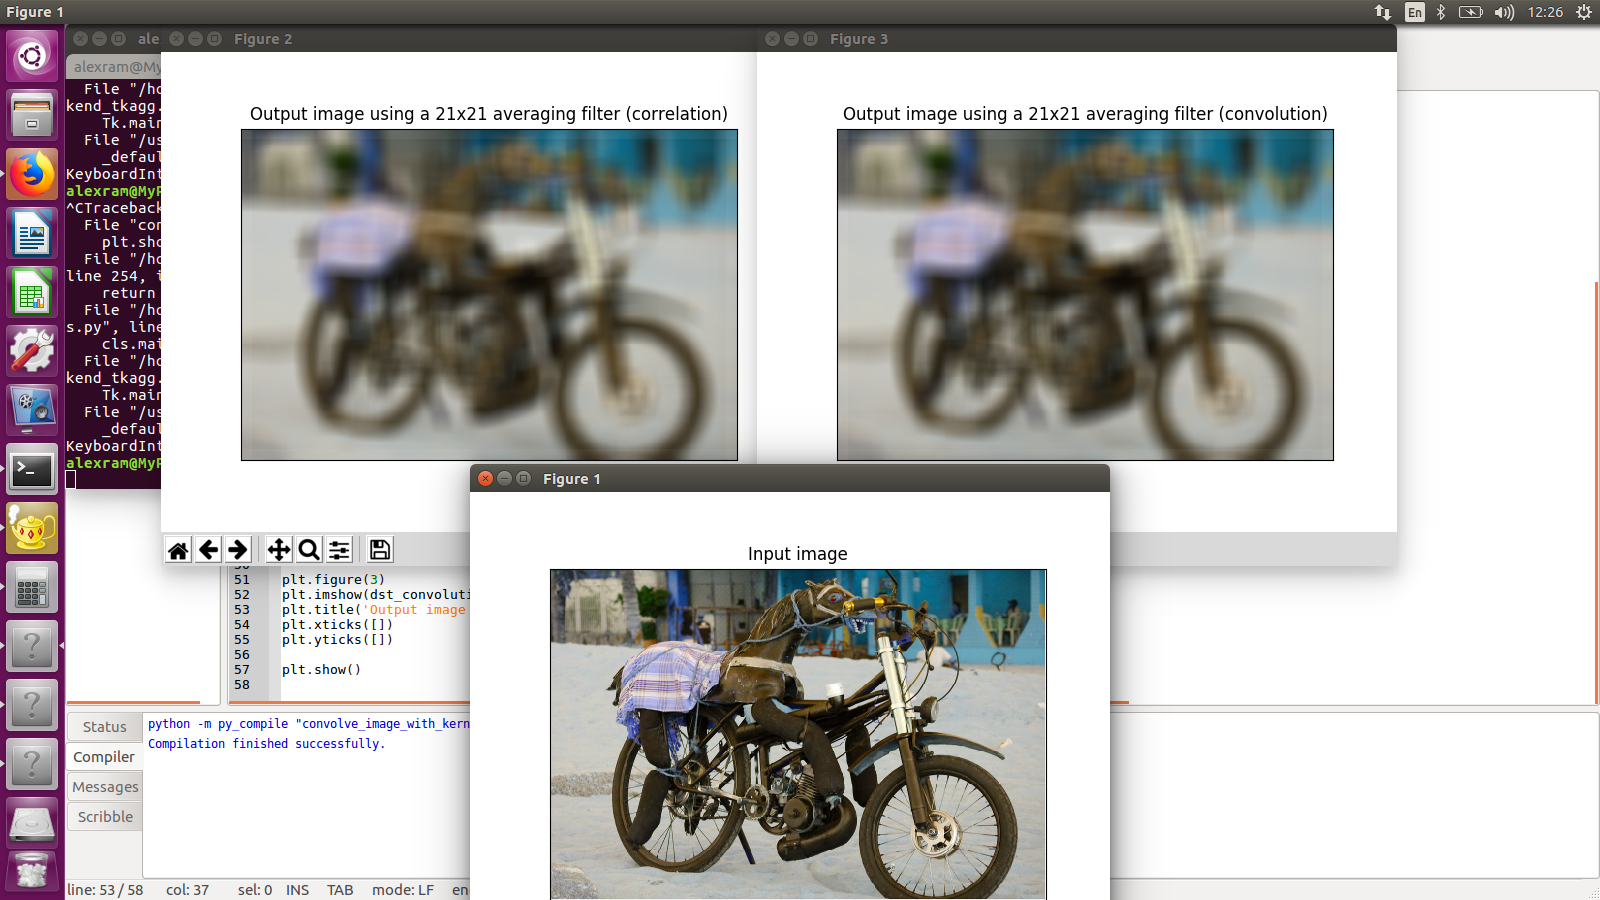 Figure 1
En
12:26
ale
Figure 2
Figure 3
alexram@My
File "/ho
kend_tkagg.
Tk.main
File "/us
_defaul
KeyboardInt
alexram@MyP
^CTraceback
File "con
plt.sho
File "/ho
line 254, i
return
File "/ho
s.py", line
cls.mai
File "/ho
kend_tkagg.
Tk.main
File "/us
_defaul
KeyboardInt
alexram@MyP
Output image using a 21x21 averaging filter (correlation)
Output image using a 21x21 averaging filter (convolution)
Figure 1
Input image
51 plt.figure(3)
52 plt.imshow(dst_convoluti
53 plt.title('Output image
54 plt.xticks([])
55 plt.yticks([])
56
57 plt.show()
58
Status
Compiler
Messages
Scribble
python -m py_compile "convolve_image_with_kern
Compilation finished successfully.
line: 53 / 58 col: 37 sel: 0 INS TAB mode: LF en